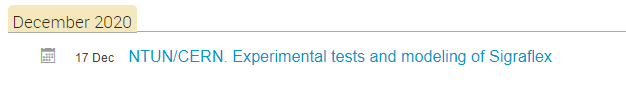 December 2020
17 Dec NTUN/CERN. Experimental tests and modeling of Sigraflex